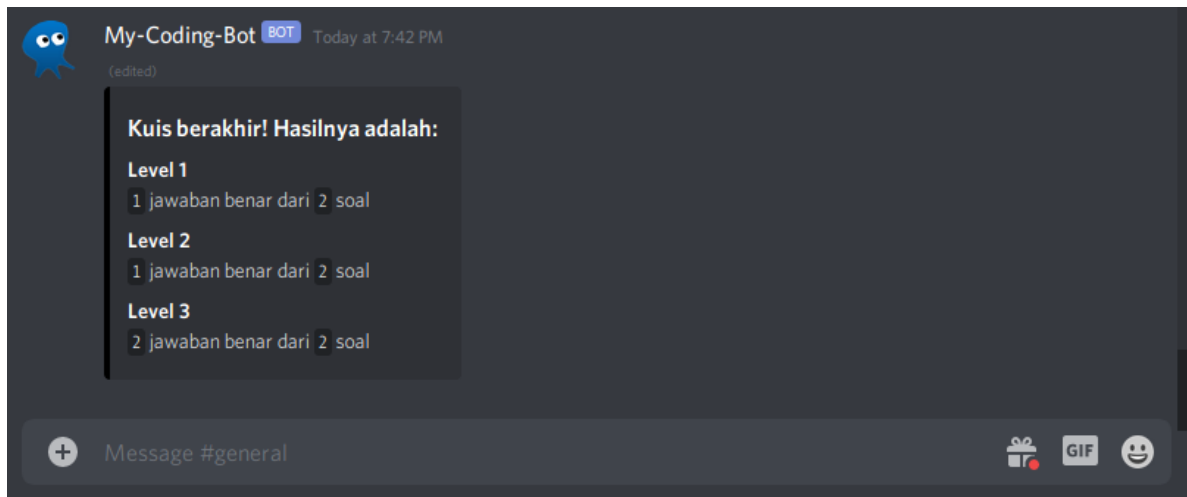 My-Coding-Bot BOT Today at 7:42 PM
(edited)
Kuis berakhir! Hasilnya adalah:
Level 1
1 jawaban benar dari 2 soal
Level 2
1 jawaban benar dari 2 soal
Level 3
2 jawaban benar dari 2 soal
Message #general
GIF